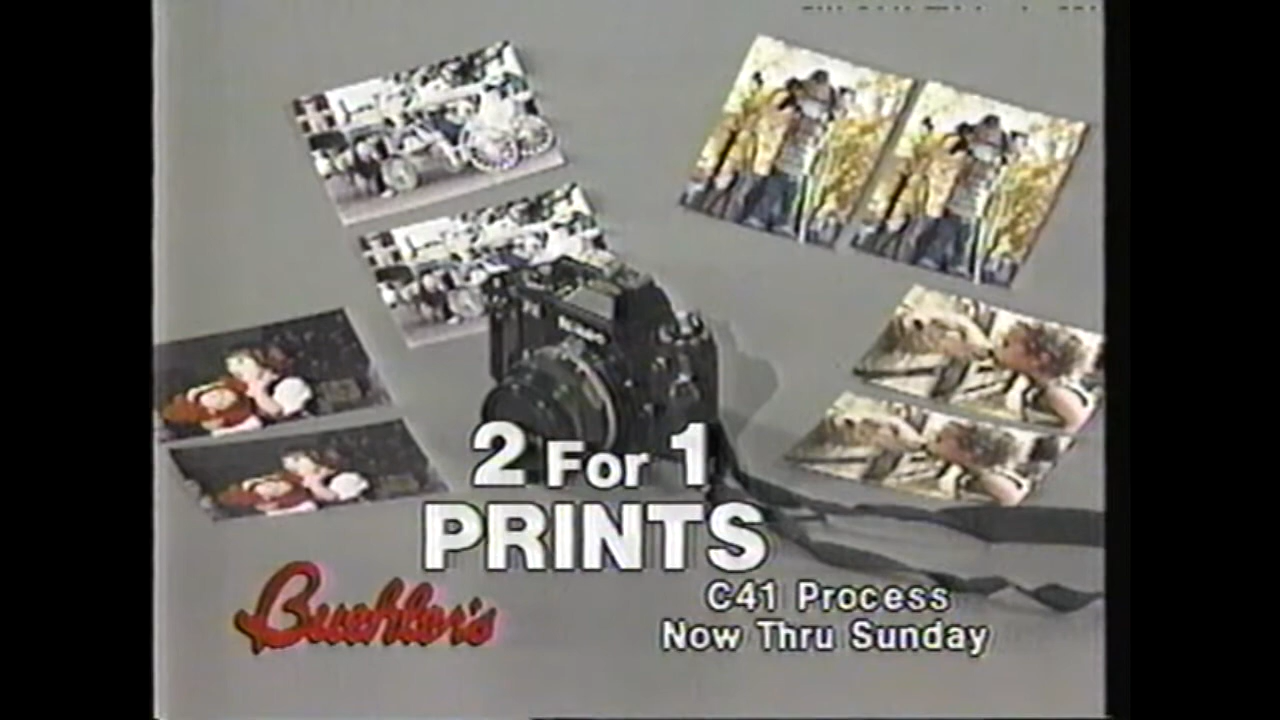 2 For 1
PRINTS
Buehler's
C41 Process
Now Thru Sunday